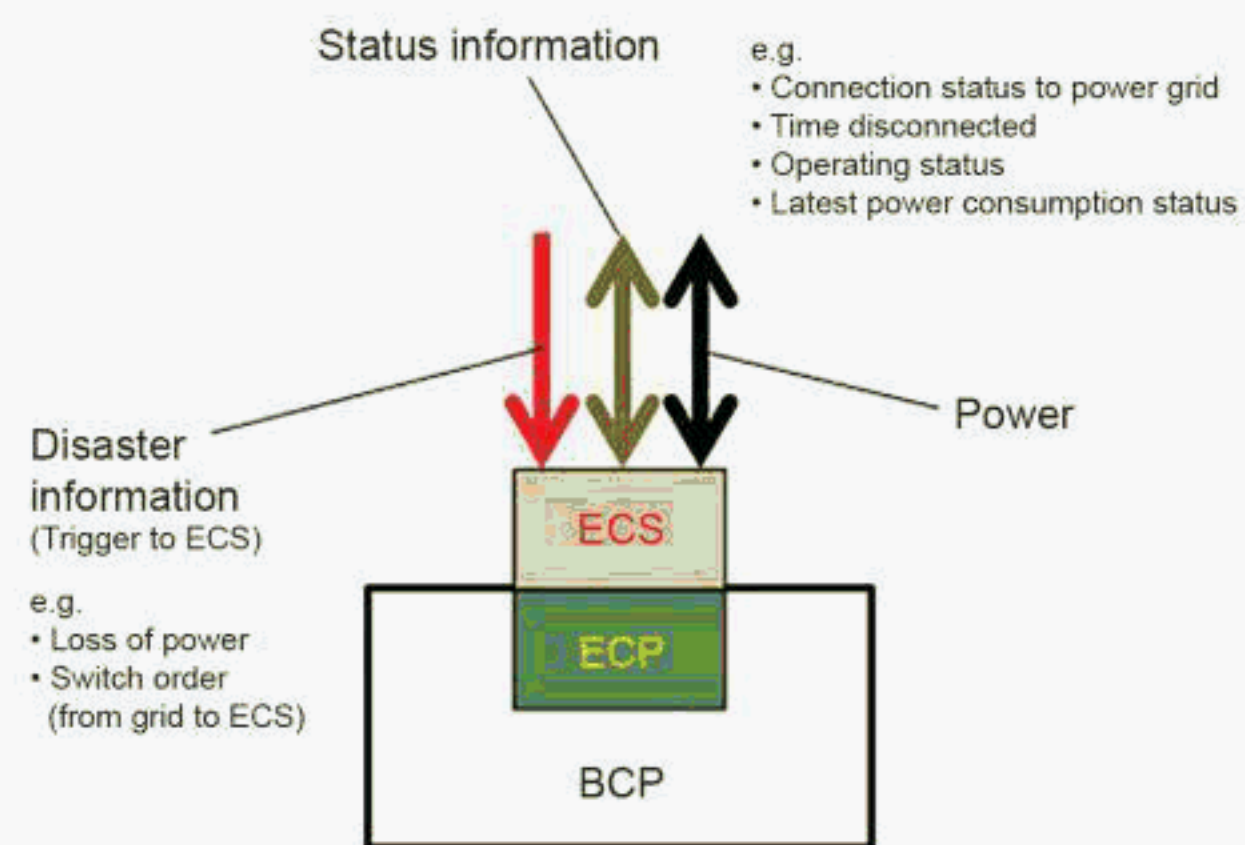 Status information
e.g.
• Connection status to power grid
• Time disconnected
• Operating status
• Latest power consumption status
Disaster
information
(Trigger to ECS)
Power
e.g.
• Loss of power
• Switch order
(from grid to ECS)
ECS
ECP
BCP